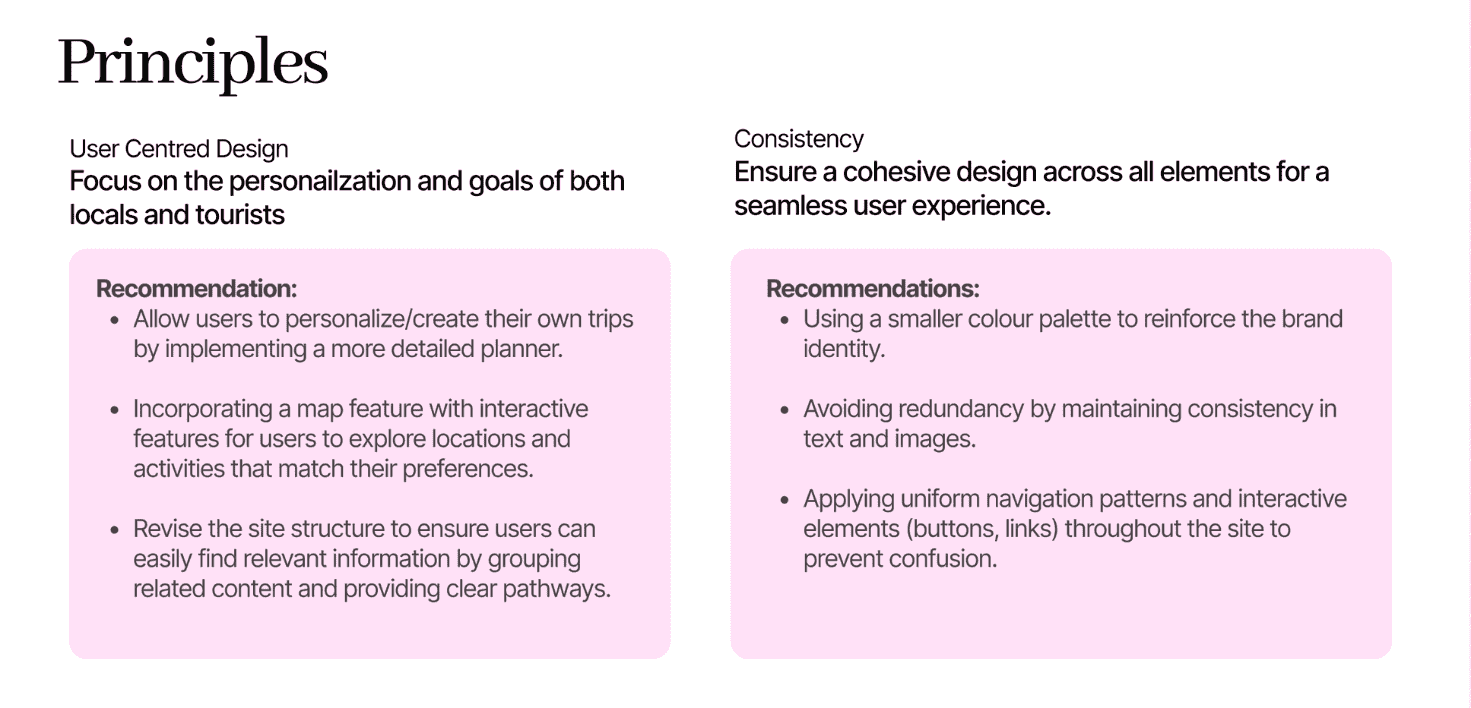 Principles
User Centred Design
Focus on the personailzation and goals of both
locals and tourists
Recommendation:
• Allow users to personalize/create their own trips
by implementing a more detailed planner.
• Incorporating a map feature with interactive
features for users to explore locations and
activities that match their preferences.
• Revise the site structure to ensure users can
easily find relevant information by grouping
related content and providing clear pathways.
Consistency
Ensure a cohesive design across all elements for a
seamless user experience.
Recommendations:
• Using a smaller colour palette to reinforce the brand
identity.
• Avoiding redundancy by maintaining consistency in
text and images.
• Applying uniform navigation patterns and interactive
elements (buttons, links) throughout the site to
prevent confusion.